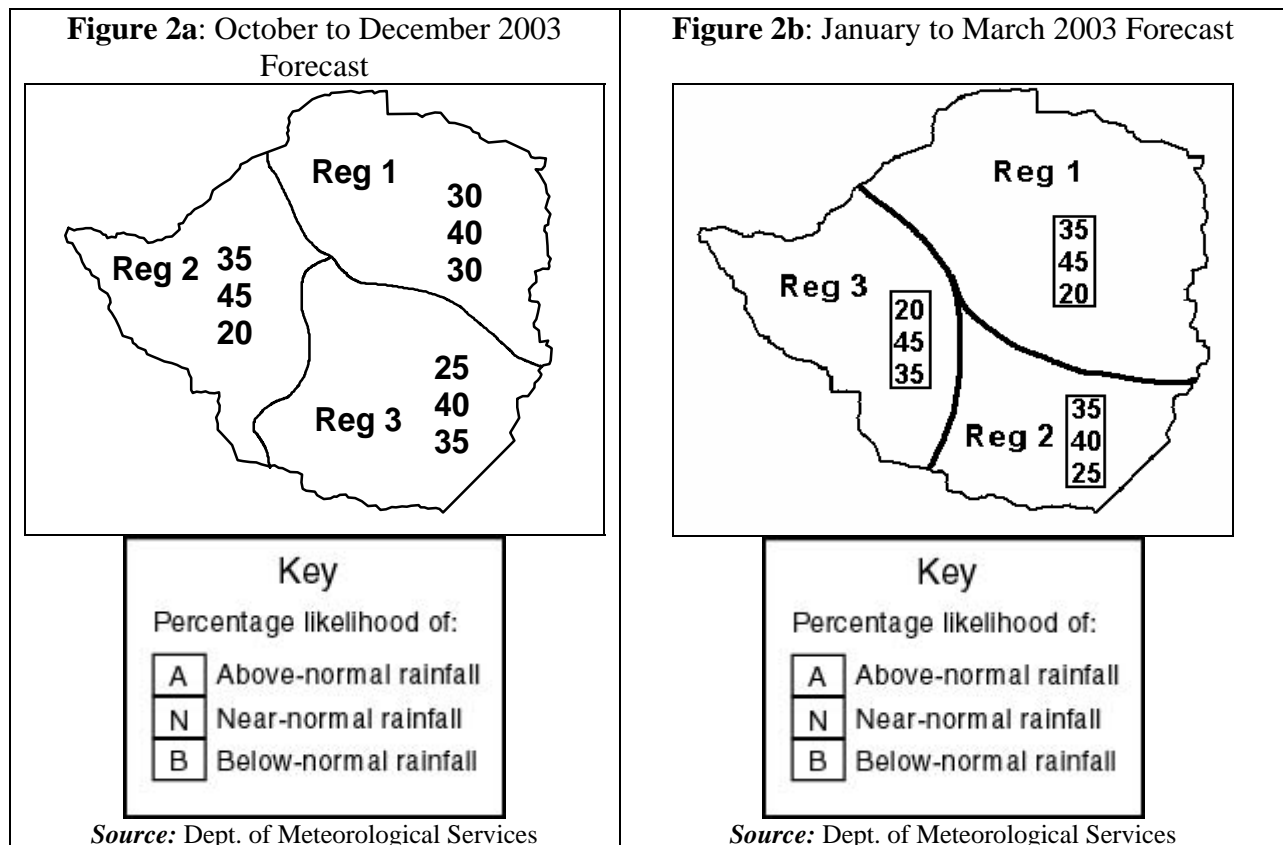 Figure 2a: October to December 2003
Forecast
Reg 1
30
40
30
Reg 2
35
45
20
25
40
35
Reg 3
Key
Percentage likelihood of:
A Above-normal rainfall
N Near-normal rainfall
B Below-normal rainfall
Source: Dept. of Meteorological Services
Figure 2b: January to March 2003 Forecast
Reg 1
35
45
20
Reg 3
20
45
35
Reg 2
35
40
25
Key
Percentage likelihood of:
A Above-normal rainfall
N Near-normal rainfall
B Below-normal rainfall
Source: Dept. of Meteorological Services